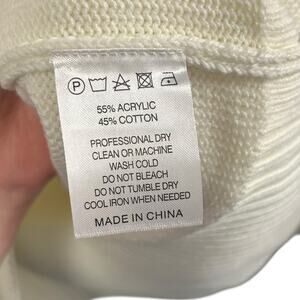 P
55% ACRYLIC
45% COTTON
PROFESSIONAL DRY
CLEAN OR MACHINE
WASH COLD
DO NOT BLEACH
DO NOT TUMBLE DRY
COOL IRON WHEN NEEDED
MADE IN CHINA